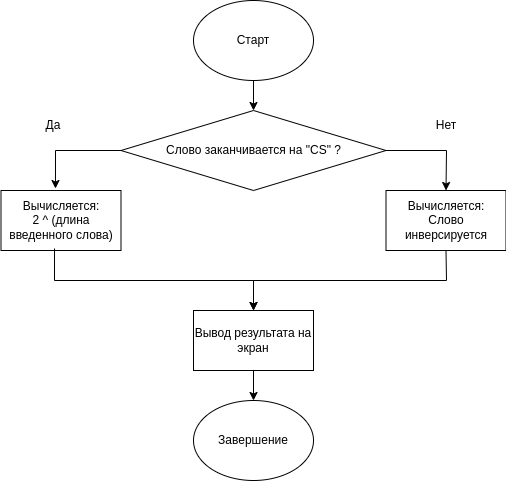 Старт
Да
Нет
Слово заканчивается на "CS" ?
Вычисляется:
2 ^ (длина
введенного слова)
Вычисляется:
Слово
инверсируется
Вывод результата на
экран
Завершение